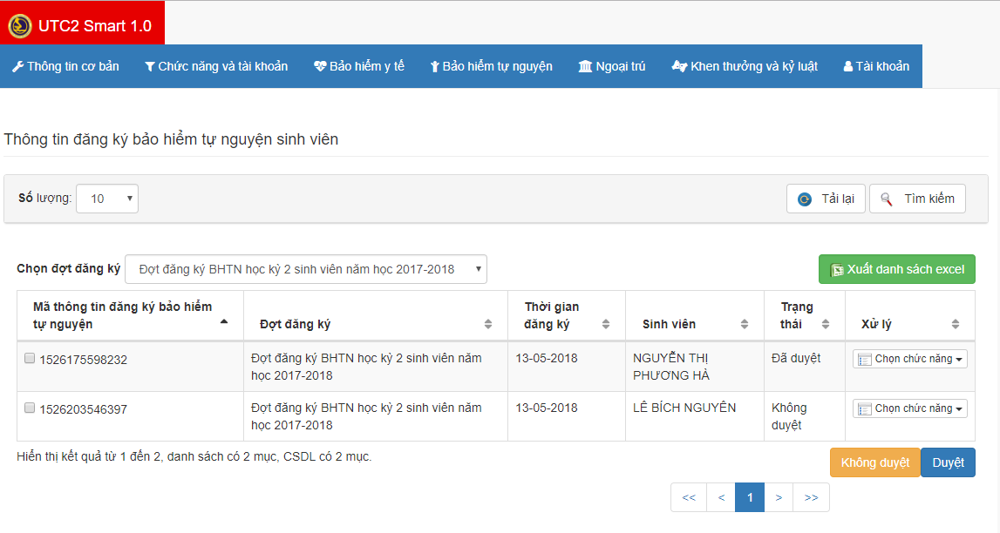 UTC2 Smart 1.0
Thông tin cơ bản Chức năng và tài khoản Bảo hiểm y tế Bảo hiểm tự nguyện Ngoại trú Khen thưởng và kỷ luật Tài khoản
Thông tin đăng ký bảo hiểm tự nguyện sinh viên
Số lượng: 10 Tải lại Tìm kiếm
Chọn đợt đăng ký Đợt đăng ký BHTN học kỳ 2 sinh viên năm học 2017-2018 Xuất danh sách excel
Mã thông tin đăng ký bảo hiểm
tự nguyện
Đợt đăng ký
Thời gian
đăng ký
Sinh viên
Trạng
thái
Xử lý
1526175598232
Đợt đăng ký BHTN học kỳ 2 sinh viên năm
học 2017-2018
13-05-2018
NGUYỄN THỊ
PHƯƠNG HÀ
Đã duyệt
Chọn chức năng
1526203546397
Đợt đăng ký BHTN học kỳ 2 sinh viên năm
học 2017-2018
13-05-2018
LÊ BÍCH NGUYÊN
Không
duyệt
Chọn chức năng
Hiển thị kết quả từ 1 đến 2, danh sách có 2 mục, CSDL có 2 mục.
Không duyệt Duyệt
<< < 1 > >>